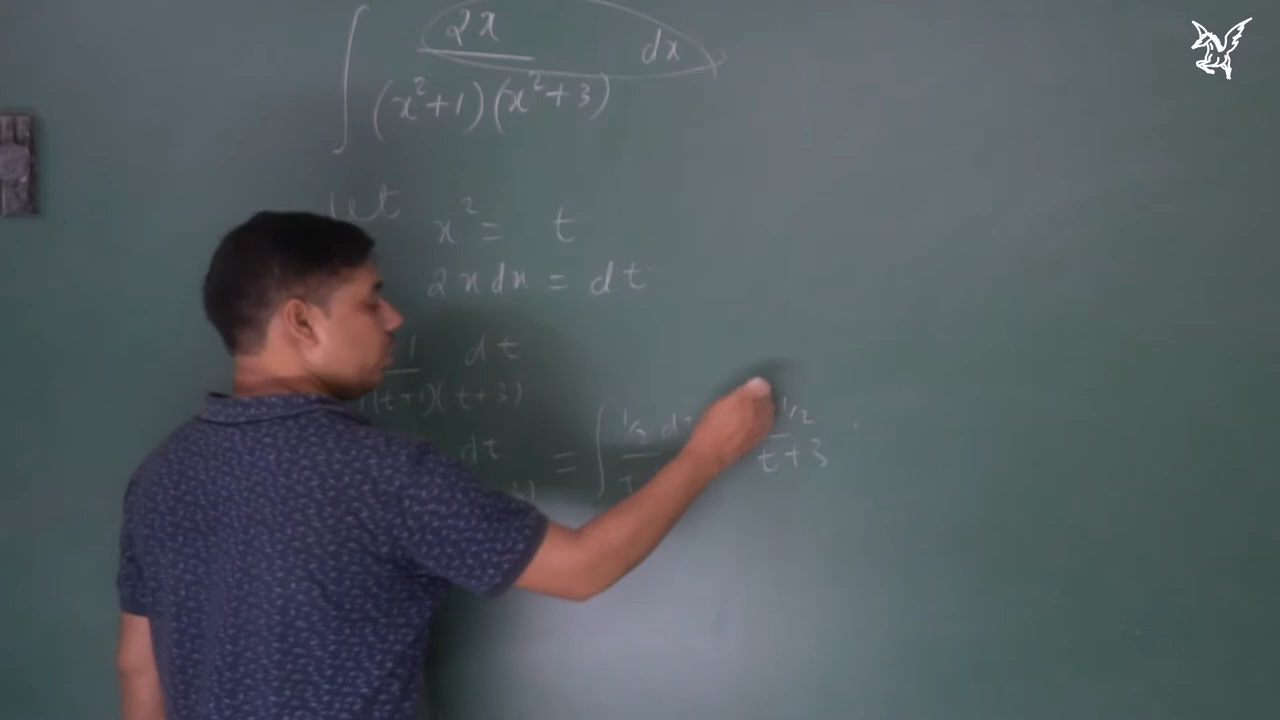 ∫ 2x dx
(x²+1)(x²+3)
Let x² = t
2x dx = dt
1 dt
(t+1)(t+3)
dt = ∫ 1/2 dt 1/2
t t+3